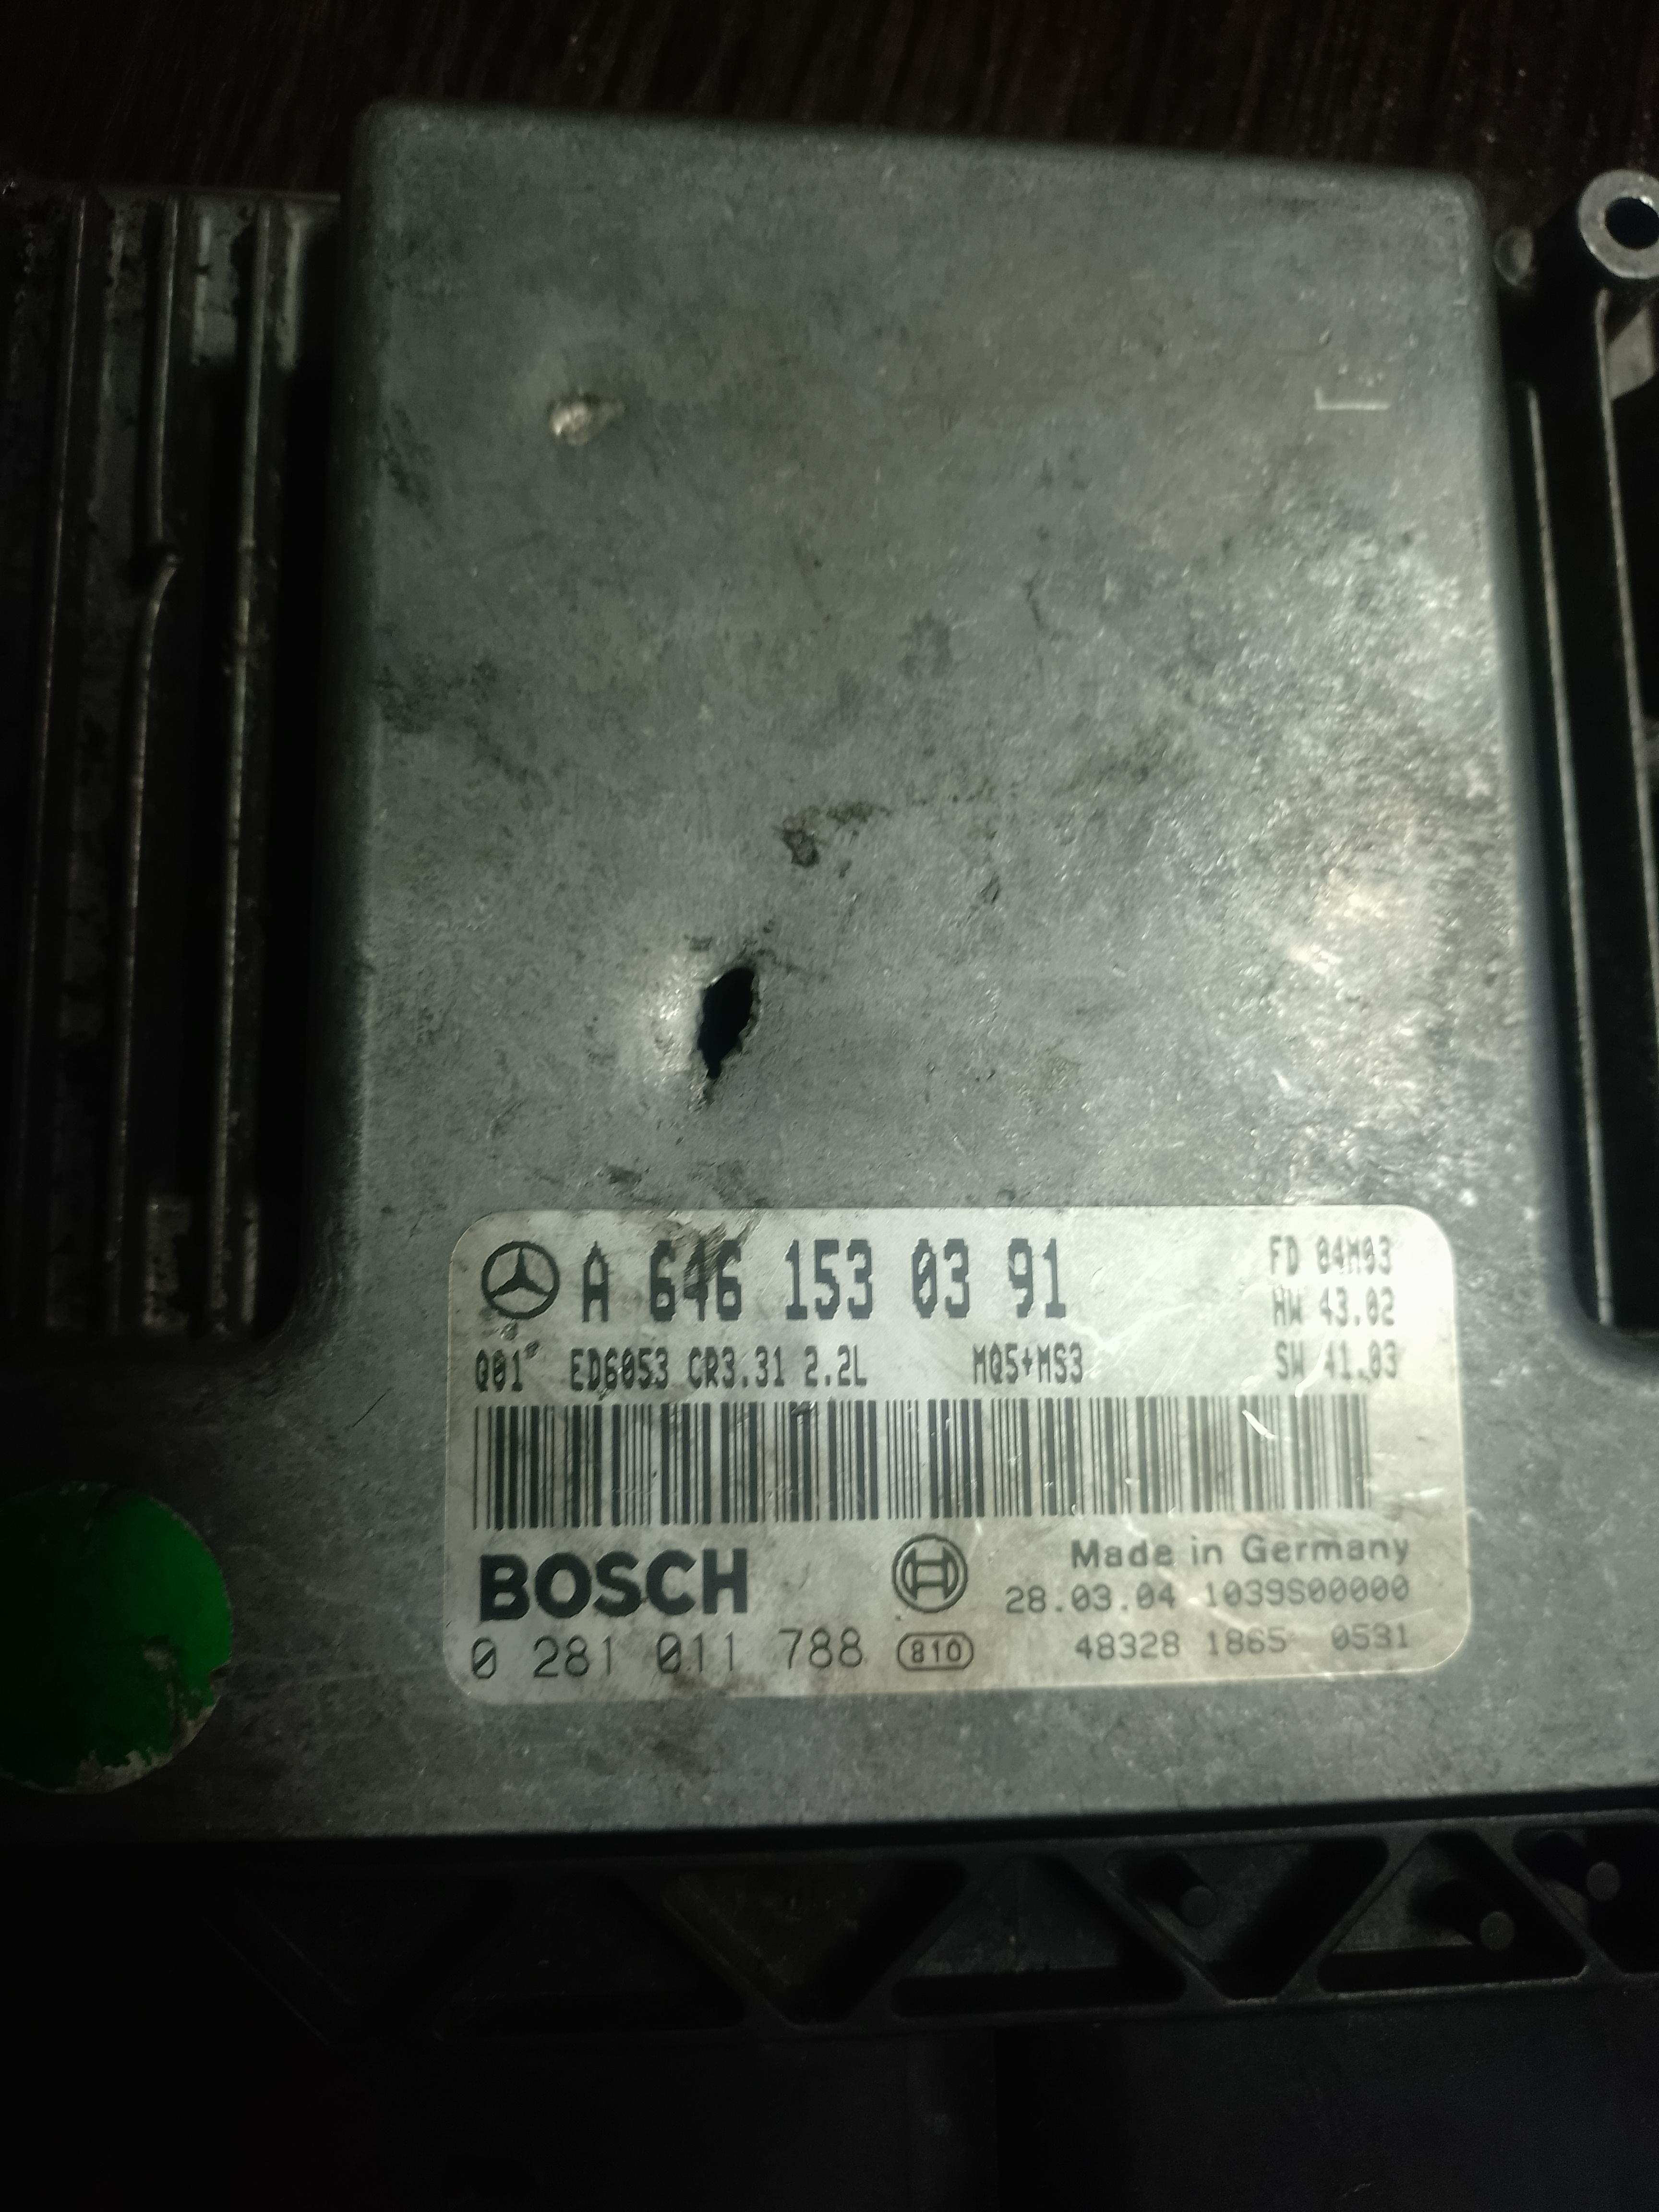 A 646 153 03 91
FD 04M03
HW 43.02
Q01 ED6053 CR3.31 2.2L MQ5+MS3 SW 41.03
BOSCH
Made in Germany
28.03.04 1039S00000
0 281 011 788 810 48328 1865 0531